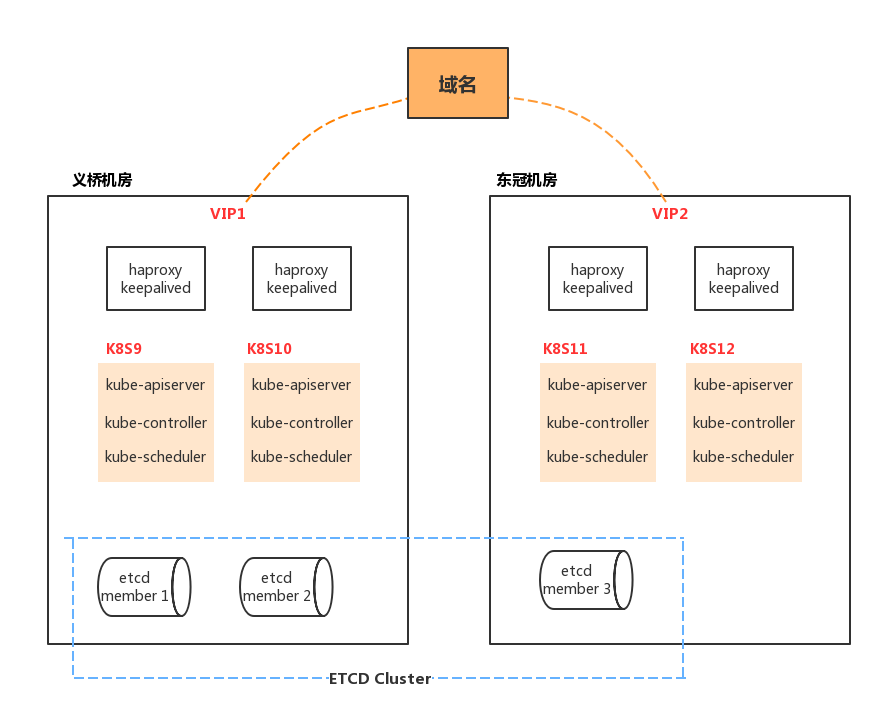 域名
义桥机房
东冠机房
VIP1
VIP2
haproxy
keepalived
haproxy
keepalived
haproxy
keepalived
haproxy
keepalived
K8S9
K8S10
K8S11
K8S12
kube-apiserver
kube-controller
kube-scheduler
kube-apiserver
kube-controller
kube-scheduler
kube-apiserver
kube-controller
kube-scheduler
kube-apiserver
kube-controller
kube-scheduler
etcd
member 1
etcd
member 2
etcd
member 3
ETCD Cluster